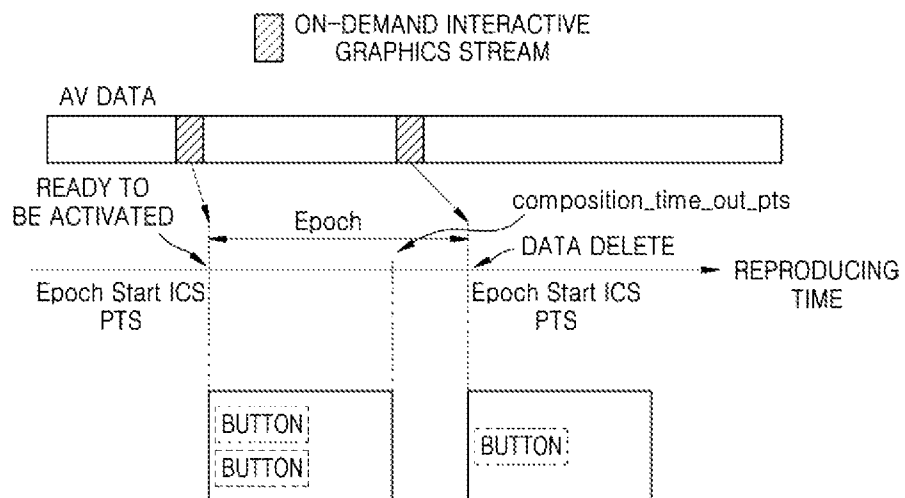 ON-DEMAND INTERACTIVE
GRAPHICS STREAM
AV DATA
READY TO
BE ACTIVATED
Epoch
composition_time_out_pts
DATA DELETE
REPRODUCING
TIME
Epoch Start ICS
PTS
Epoch Start ICS
PTS
BUTTON
BUTTON
BUTTON